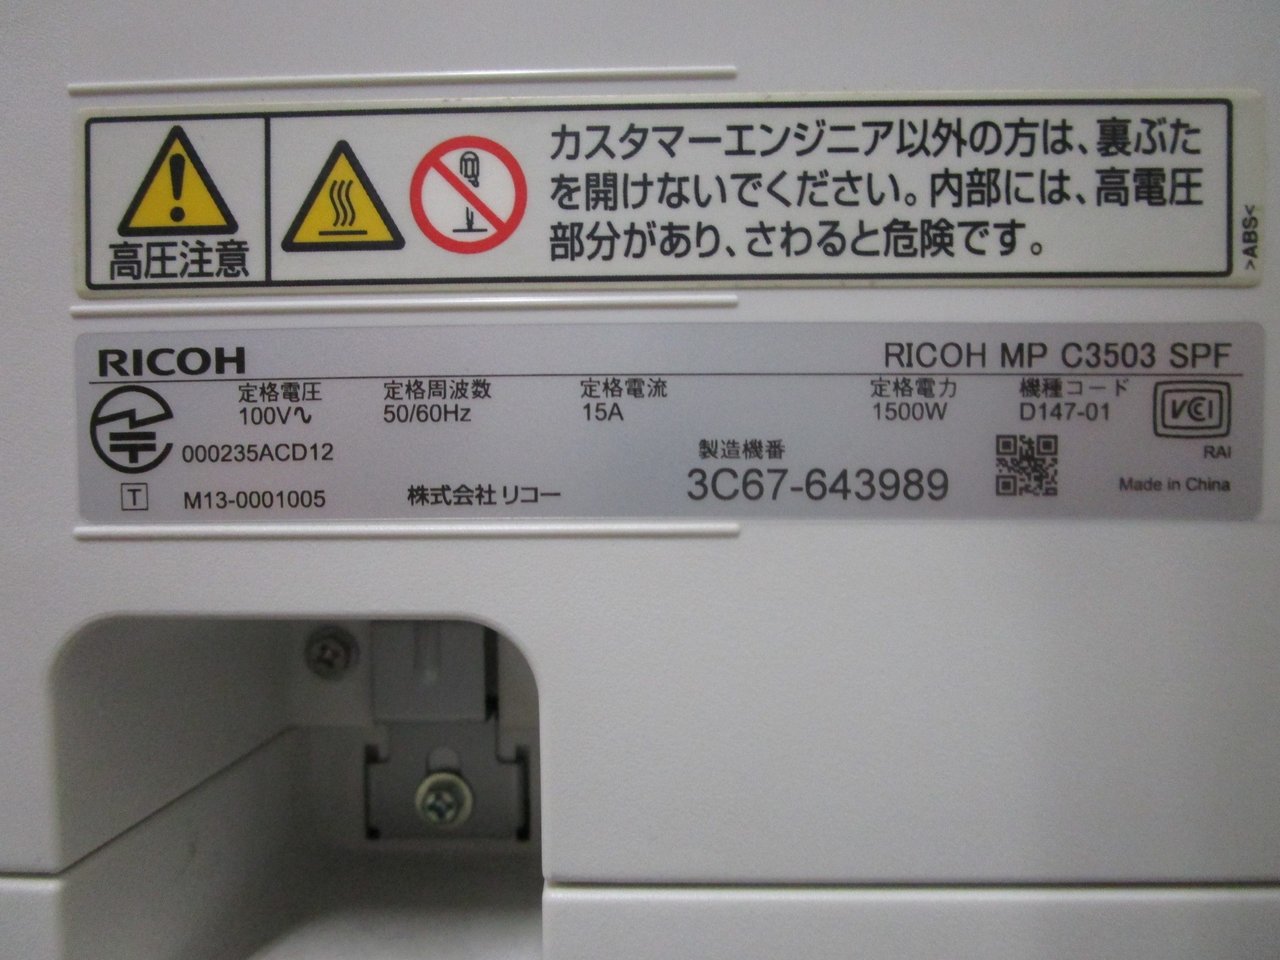 高圧注意
カスタマーエンジニア以外の方は、裏ぶた
を開けないでください。内部には、高電圧
部分があり、さわると危険です。
>ABS<
RICOH
RICOH MP C3503 SPF
定格電圧 定格周波数 定格電流 定格電力 機種コード
100V∿ 50/60Hz 15A 1500W D147-01
VCCI
000235ACD12
製造機番
RAI
T M13-0001005
株式会社リコー
3C67-643989
Made in China